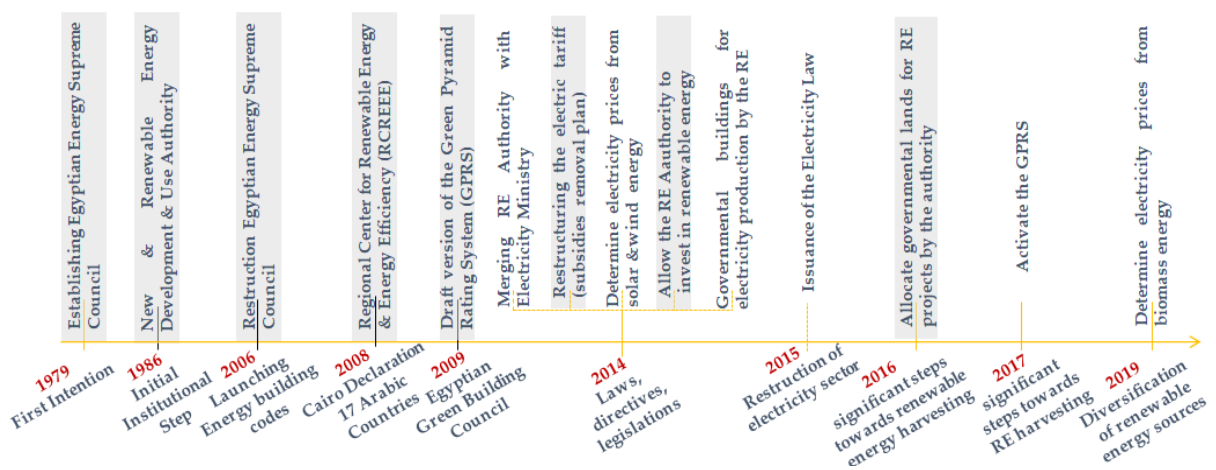 Establishing Egyptian Energy Supreme
Council
New & Renewable Energy
Development & Use Authority
Restruction Egyptian Energy Supreme
Council
Regional Center for Renewable Energy
& Energy Efficiency (RCREEE)
Draft version of the Green Pyramid
Rating System (GPRS)
Merging RE Authority with
Electricity Ministry
Restructuring the electric tariff
(subsidies removal plan)
Determine electricity prices from
solar & wind energy
Allow the RE Aauthority to
invest in renewable energy
Governmental buildings for
electricity production by the RE
Issuance of the Electricity Law
Allocate governmental lands for RE
projects by the authority
Activate the GPRS
Determine electricity prices from
biomass energy
1979
First Intention
1986
Initial
Institutional
Step
2006
Launching
Energy building
codes
2008
Cairo Declaration
17 Arabic
Countries
2009
Egyptian
Green Building
Council
2014
Laws,
directives,
legislations
2015
Restruction of
electricity sector
2016
significant steps
towards renewable
energy harvesting
2017
significant
steps towards
RE harvesting
2019
Diversification
of renewable
energy sources